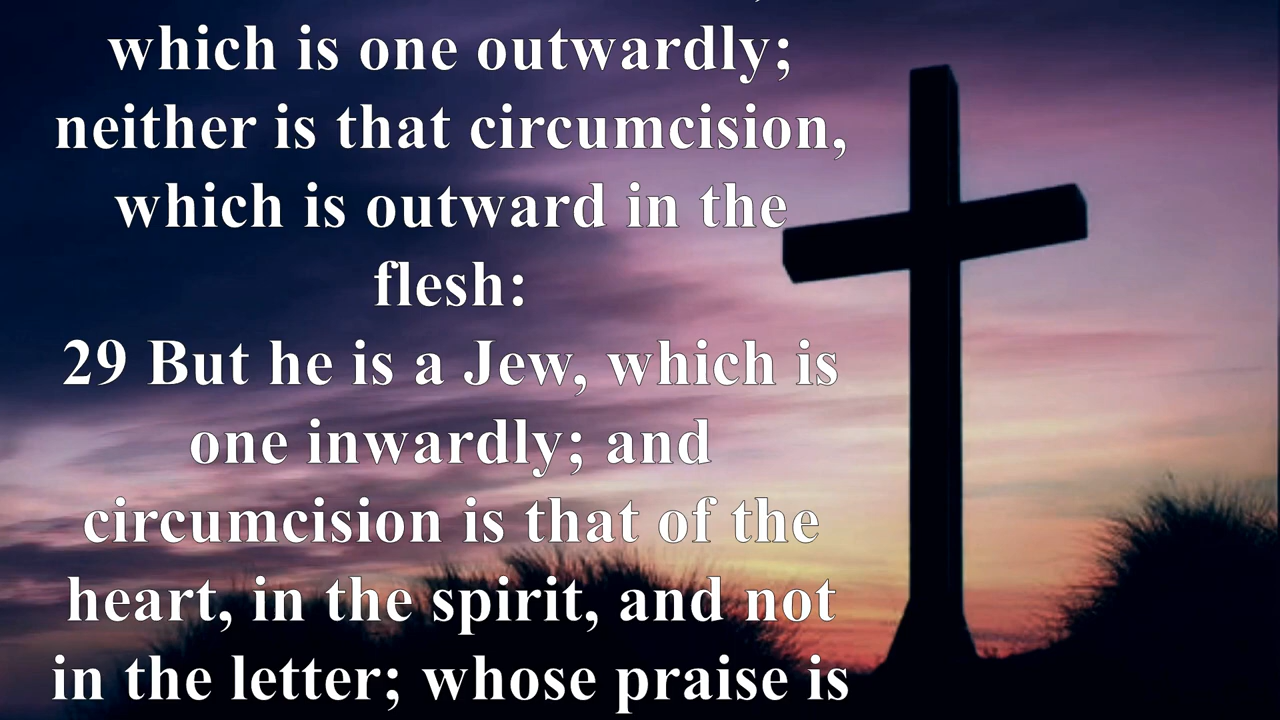 which is one outwardly;
neither is that circumcision,
which is outward in the
flesh:
29 But he is a Jew, which is
one inwardly; and
circumcision is that of the
heart, in the spirit, and not
in the letter; whose praise is